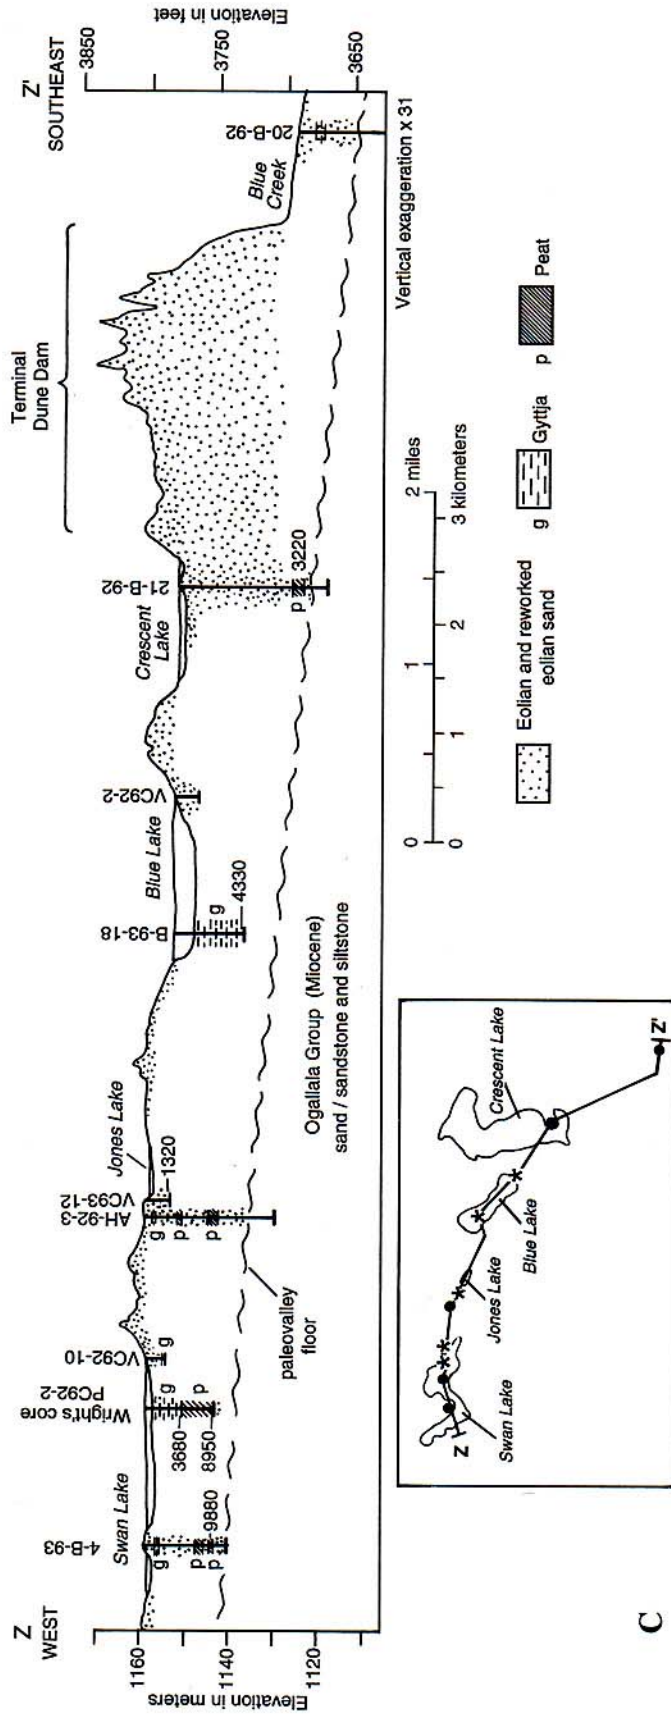 Z
WEST
Z'
SOUTHEAST
Terminal
Dune Dam
Elevation in meters
1160
1140
1120
Elevation in feet
3850
3750
3650
4-B-93
Swan Lake
g
p
p
9880
Wright's core
PC92-2
g
p
3680
8950
VC92-10
g
AH-92-3
VC93-12
g
p
p
1320
Jones Lake
B-93-18
Blue Lake
g
4330
VC92-2
Crescent
Lake
21-B-92
p
3220
Blue
Creek
20-B-92
paleovalley
floor
Ogallala Group (Miocene)
sand / sandstone and siltstone
Vertical exaggeration x 31
0
1
2 miles
0
1
2
3 kilometers
Eolian and reworked
eolian sand
g
Gyttja
p
Peat
Z
Swan Lake
Jones Lake
Blue Lake
Crescent Lake
Z'
C